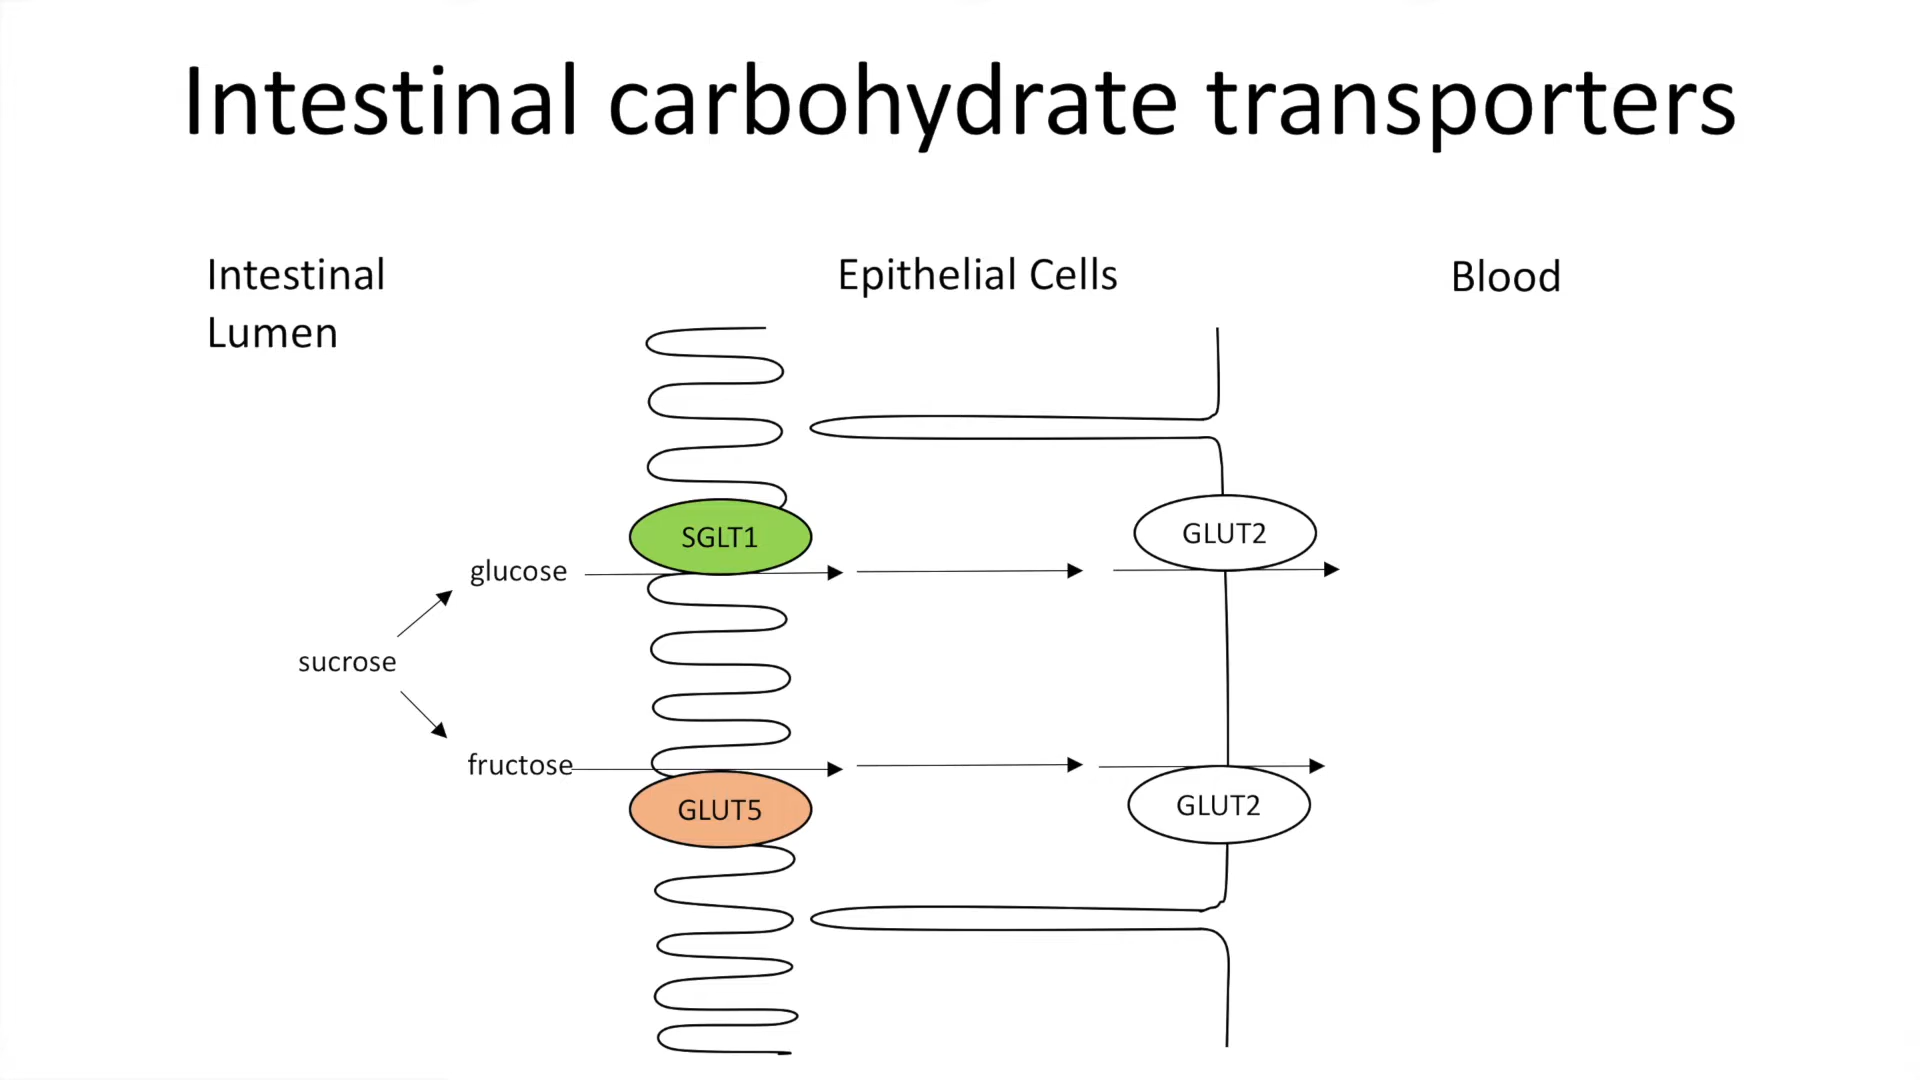 Intestinal carbohydrate transporters
Intestinal
Lumen
Epithelial Cells
Blood
SGLT1
GLUT2
glucose
sucrose
fructose
GLUT5
GLUT2